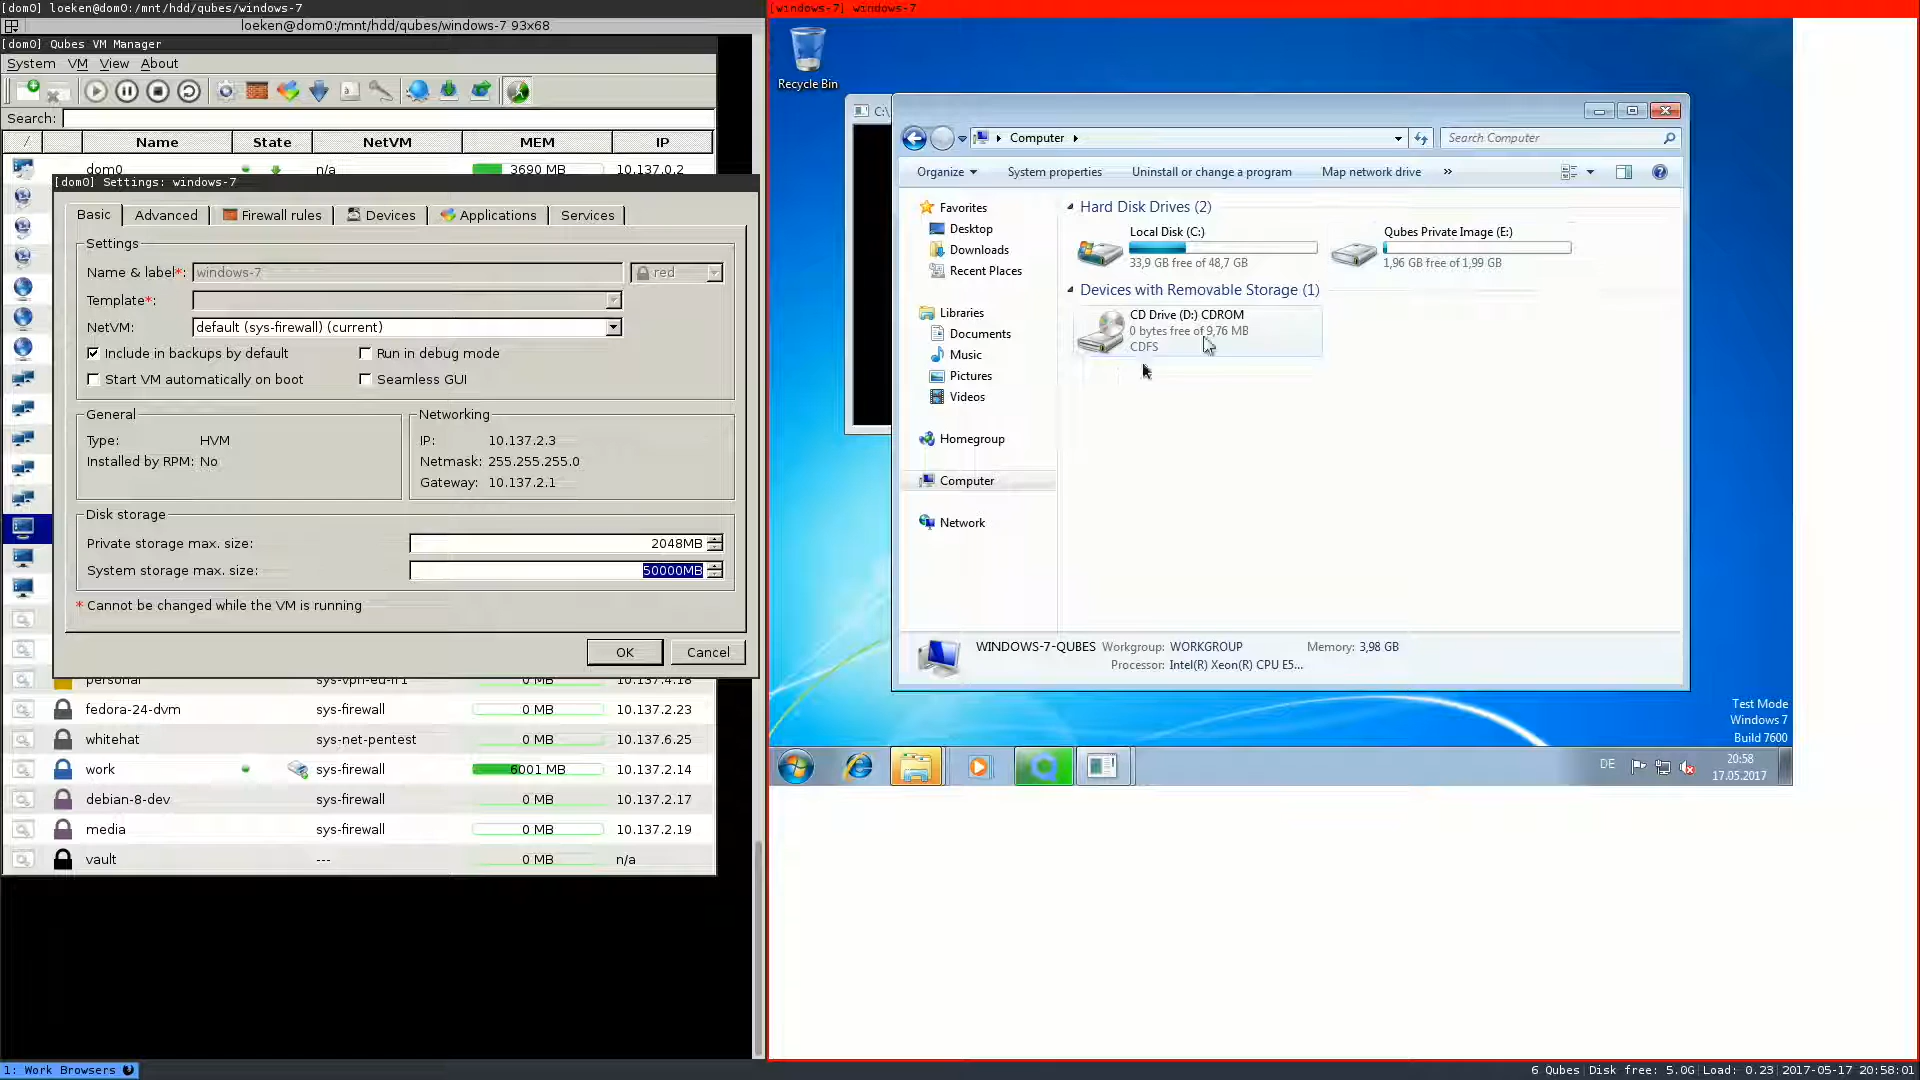 [dom0] loeken@dom0:/mnt/hdd/qubes/windows-7
loeken@dom0:/mnt/hdd/qubes/windows-7 93x68
[dom0] Qubes VM Manager
System VM View About
Search:
/ Name State NetVM MEM IP
dom0 n/a 3690 MB 10.137.0.2
[dom0] Settings: windows-7
Basic Advanced Firewall rules Devices Applications Services
Settings
Name & label*: windows-7 red
Template*:
NetVM: default (sys-firewall) (current)
Include in backups by default Run in debug mode
Start VM automatically on boot Seamless GUI
General
Type: HVM
Installed by RPM: No
Networking
IP: 10.137.2.3
Netmask: 255.255.255.0
Gateway: 10.137.2.1
Disk storage
Private storage max. size: 2048MB
System storage max. size: 50000MB
* Cannot be changed while the VM is running
OK Cancel
personal sys-vpn-eu-fr1 0 MB 10.137.4.18
fedora-24-dvm sys-firewall 0 MB 10.137.2.23
whitehat sys-net-pentest 0 MB 10.137.6.25
work sys-firewall 6001 MB 10.137.2.14
debian-8-dev sys-firewall 0 MB 10.137.2.17
media sys-firewall 0 MB 10.137.2.19
vault --- 0 MB n/a
[windows-7] windows-7
Recycle Bin
C:\
Computer
Search Computer
Organize System properties Uninstall or change a program Map network drive »
Favorites
Desktop
Downloads
Recent Places
Libraries
Documents
Music
Pictures
Videos
Homegroup
Computer
Network
Hard Disk Drives (2)
Local Disk (C:)
33,9 GB free of 48,7 GB
Qubes Private Image (E:)
1,96 GB free of 1,99 GB
Devices with Removable Storage (1)
CD Drive (D:) CDROM
0 bytes free of 9,76 MB
CDFS
WINDOWS-7-QUBES Workgroup: WORKGROUP Memory: 3,98 GB
Processor: Intel(R) Xeon(R) CPU E5...
Test Mode
Windows 7
Build 7600
DE
20:58
17.05.2017
1: Work Browsers
6 Qubes Disk free: 5.0G Load: 0.23 2017-05-17 20:58:01